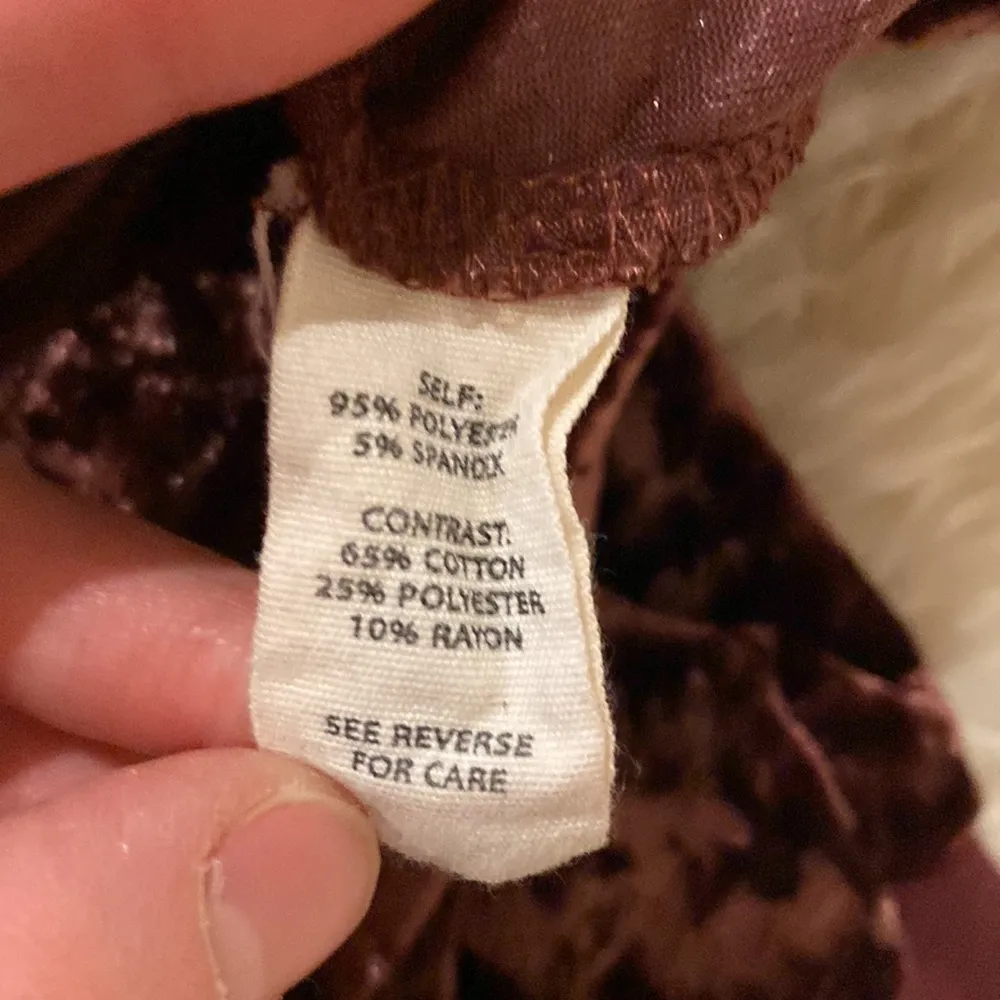 SELF:
95% POLYESTER
5% SPANDEX
CONTRAST:
65% COTTON
25% POLYESTER
10% RAYON
SEE REVERSE
FOR CARE